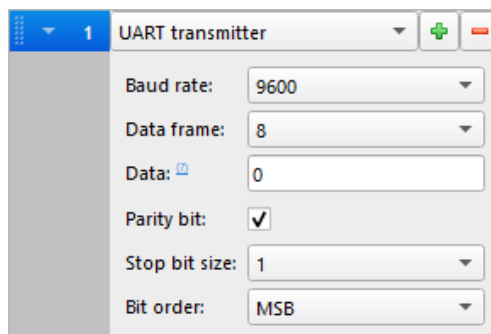 1 UART transmitter
Baud rate: 9600
Data frame: 8
Data: 0
Parity bit:
Stop bit size: 1
Bit order: MSB